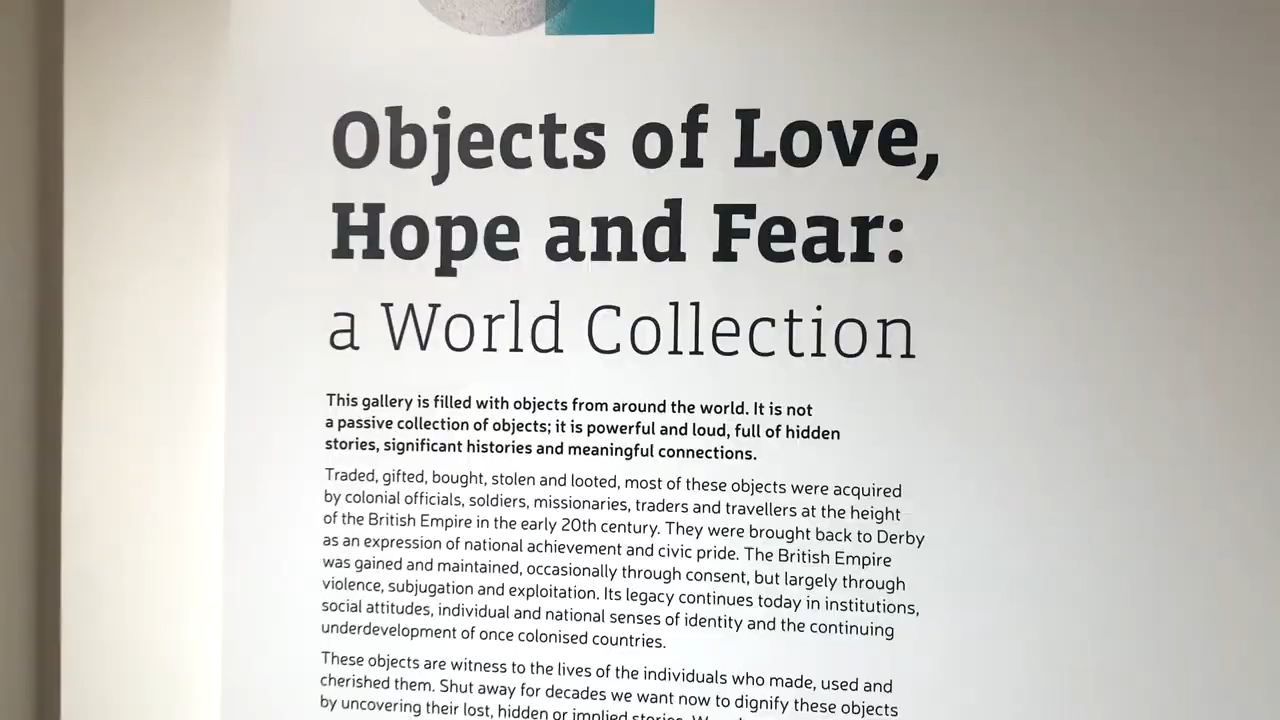 Objects of Love,
Hope and Fear:
a World Collection
This gallery is filled with objects from around the world. It is not
a passive collection of objects; it is powerful and loud, full of hidden
stories, significant histories and meaningful connections.
Traded, gifted, bought, stolen and looted, most of these objects were acquired
by colonial officials, soldiers, missionaries, traders and travellers at the height
of the British Empire in the early 20th century. They were brought back to Derby
as an expression of national achievement and civic pride. The British Empire
was gained and maintained, occasionally through consent, but largely through
violence, subjugation and exploitation. Its legacy continues today in institutions,
social attitudes, individual and national senses of identity and the continuing
underdevelopment of once colonised countries.
These objects are witness to the lives of the individuals who made, used and
cherished them. Shut away for decades we want now to dignify these objects
by uncovering their lost, hidden or implied stories.